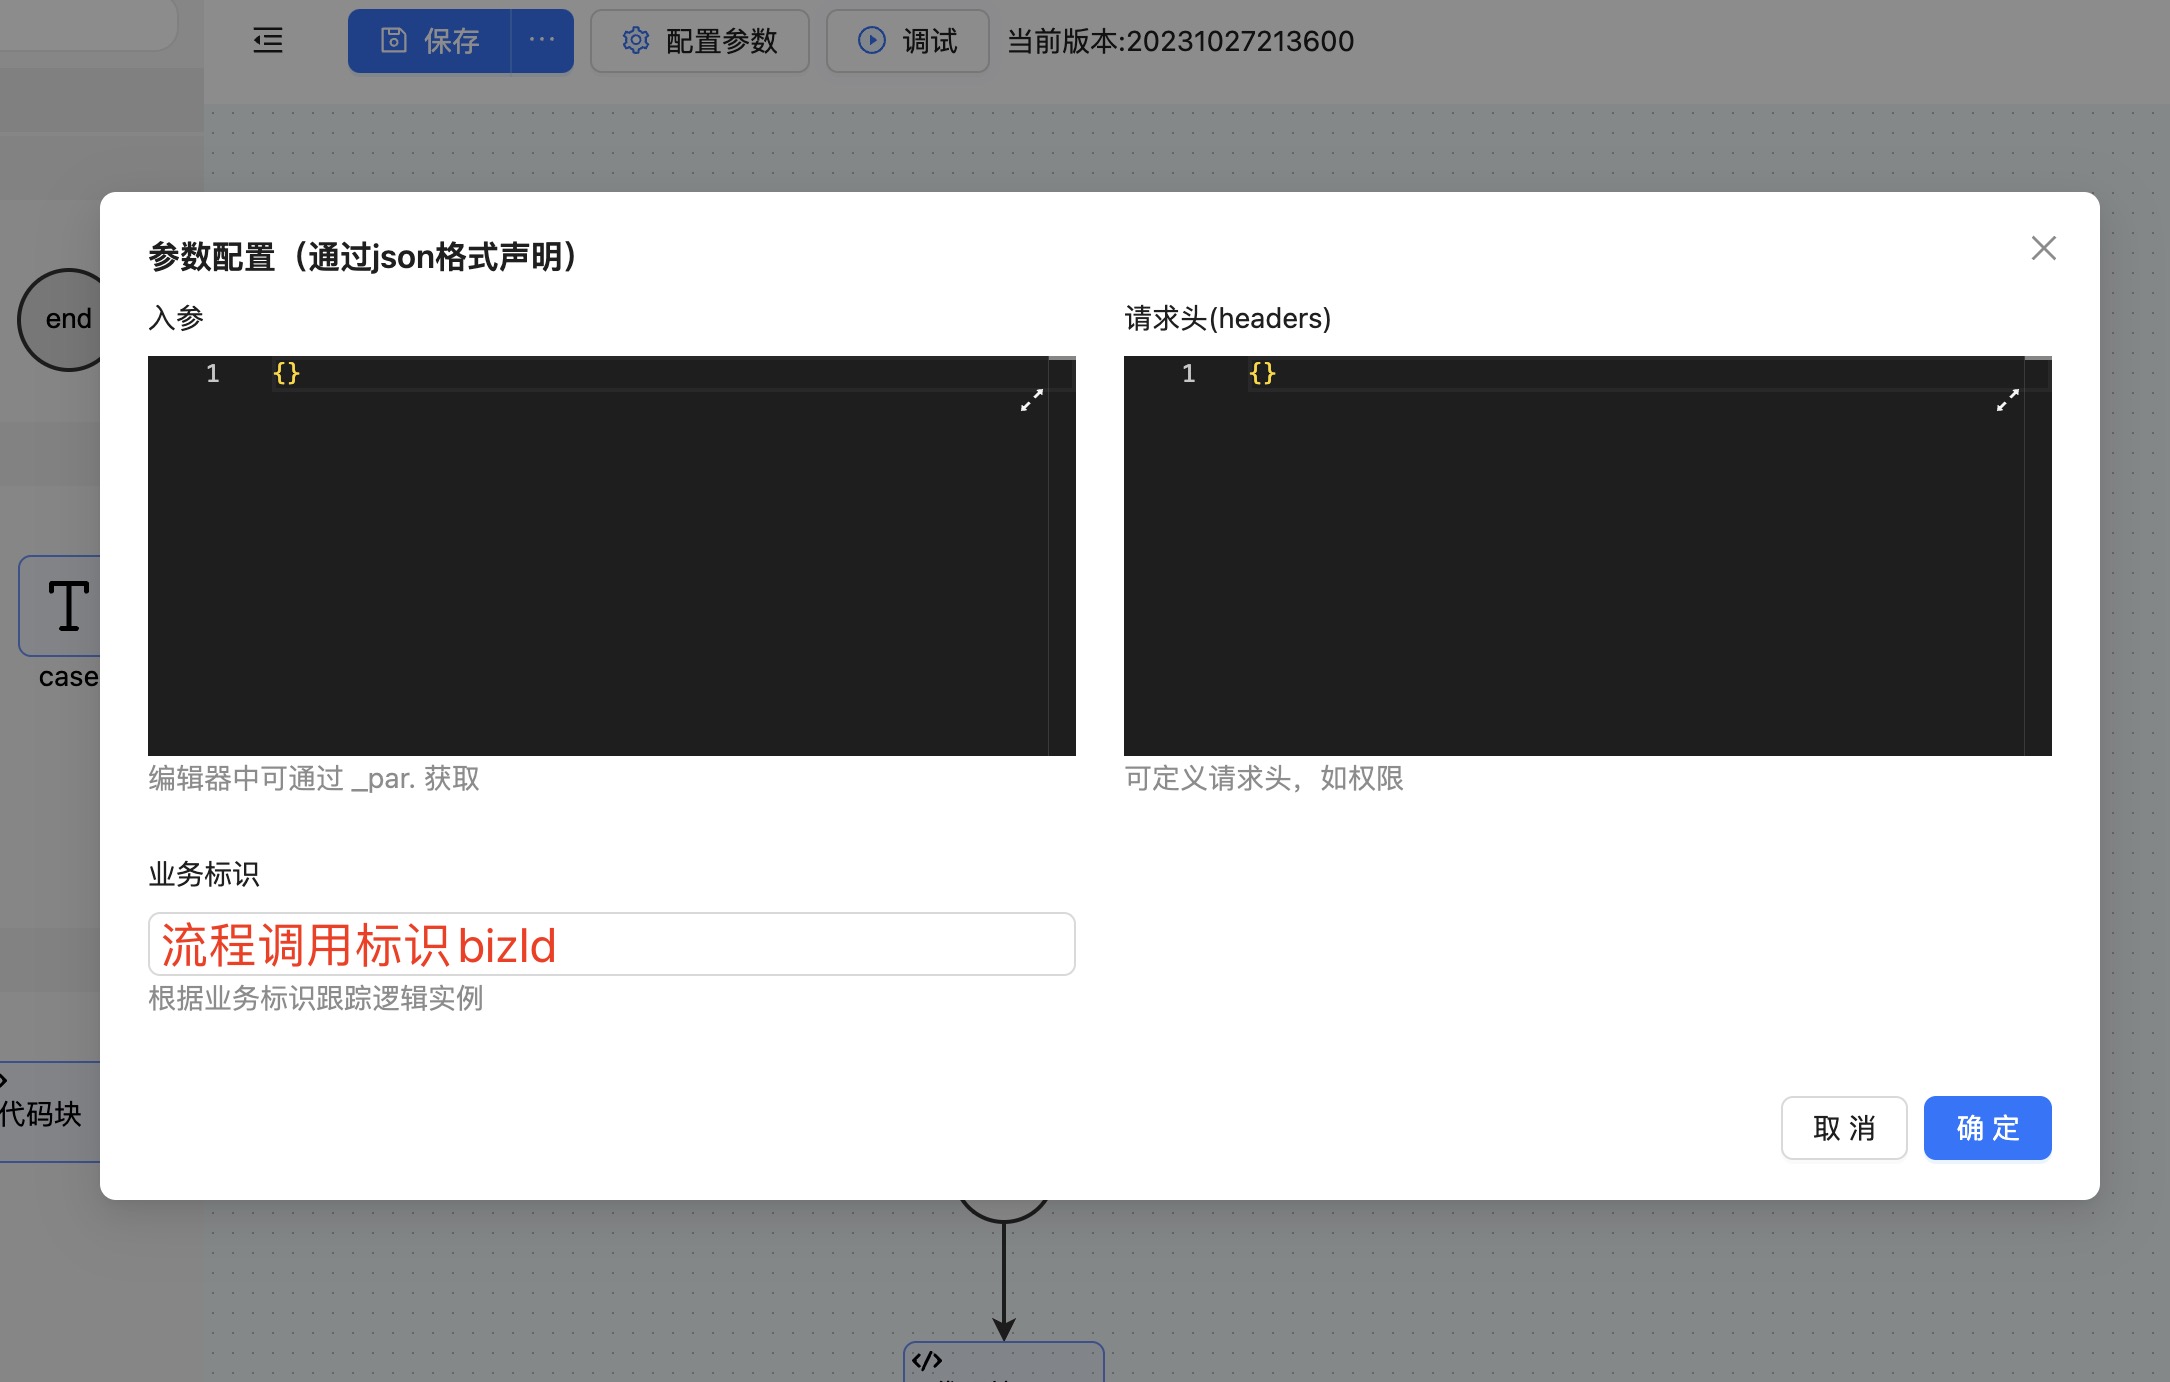 保存 ··· 配置参数 调试 当前版本:20231027213600
end
case
代码块
参数配置（通过json格式声明）
入参
1 {}
编辑器中可通过 _par. 获取
请求头(headers)
1 {}
可定义请求头，如权限
业务标识
流程调用标识bizId
根据业务标识跟踪逻辑实例
取 消 确 定